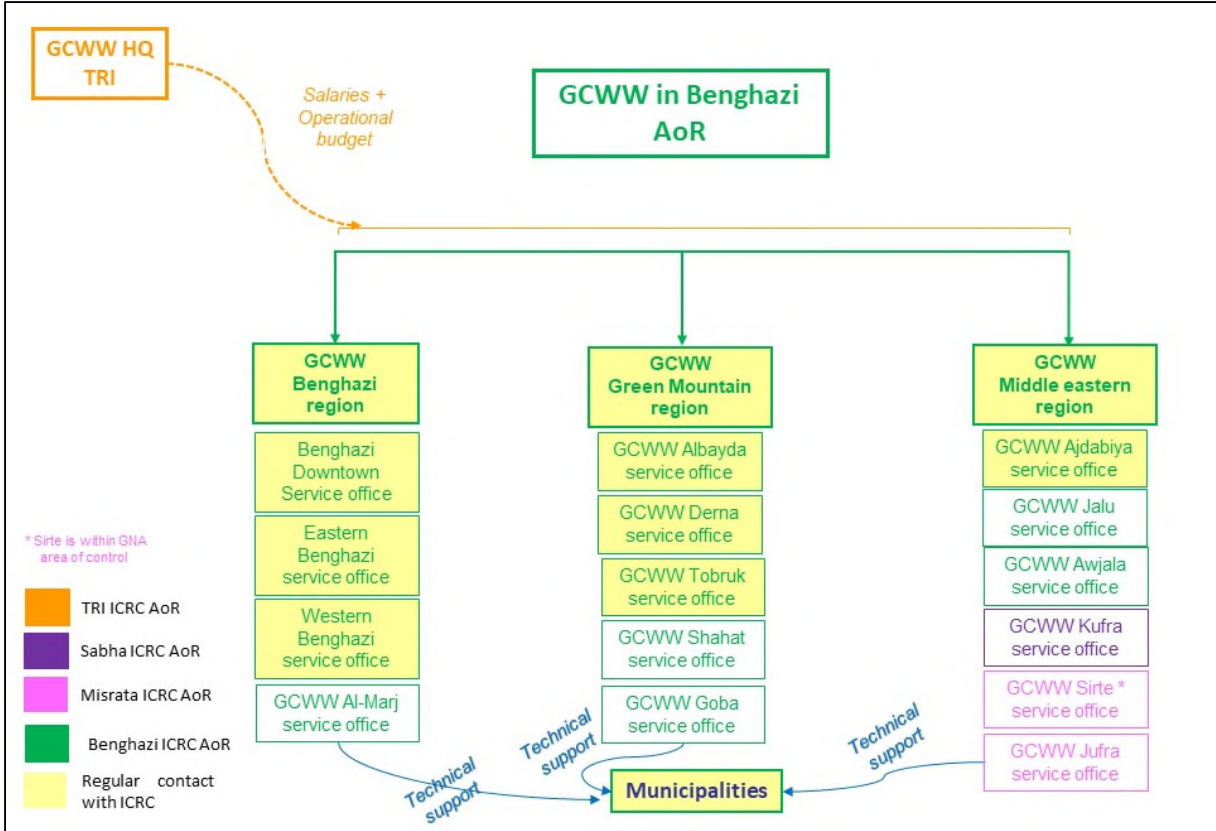 GCWW HQ
TRI
Salaries +
Operational
budget
GCWW in Benghazi
AoR
GCWW
Benghazi
region
Benghazi
Downtown
Service office
Eastern
Benghazi
service office
Western
Benghazi
service office
GCWW Al-Marj
service office
GCWW
Green Mountain
region
GCWW Albayda
service office
GCWW Derna
service office
GCWW Tobruk
service office
GCWW Shahat
service office
GCWW Goba
service office
GCWW
Middle eastern
region
GCWW Ajdabiya
service office
GCWW Jalu
service office
GCWW Awjala
service office
GCWW Kufra
service office
GCWW Sirte *
service office
GCWW Jufra
service office
* Sirte is within GNA
area of control
TRI ICRC AoR
Sabha ICRC AoR
Misrata ICRC AoR
Benghazi ICRC AoR
Regular contact
with ICRC
Technical
support
Technical
support
Technical
support
Municipalities